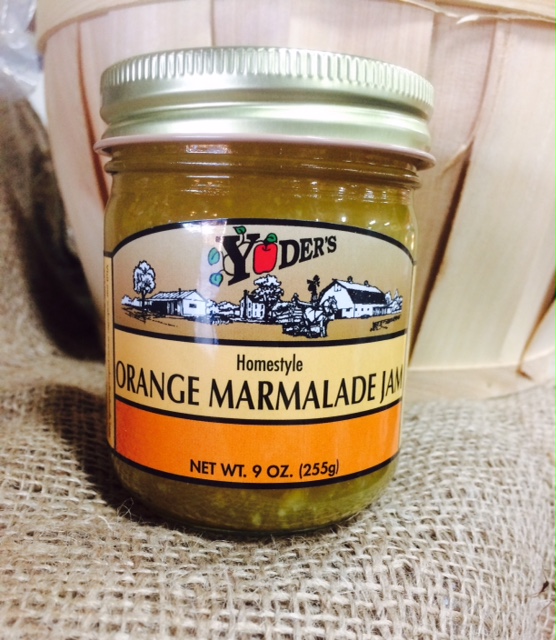 YODER'S
Homestyle
ORANGE MARMALADE JAM
NET WT. 9 OZ. (255g)